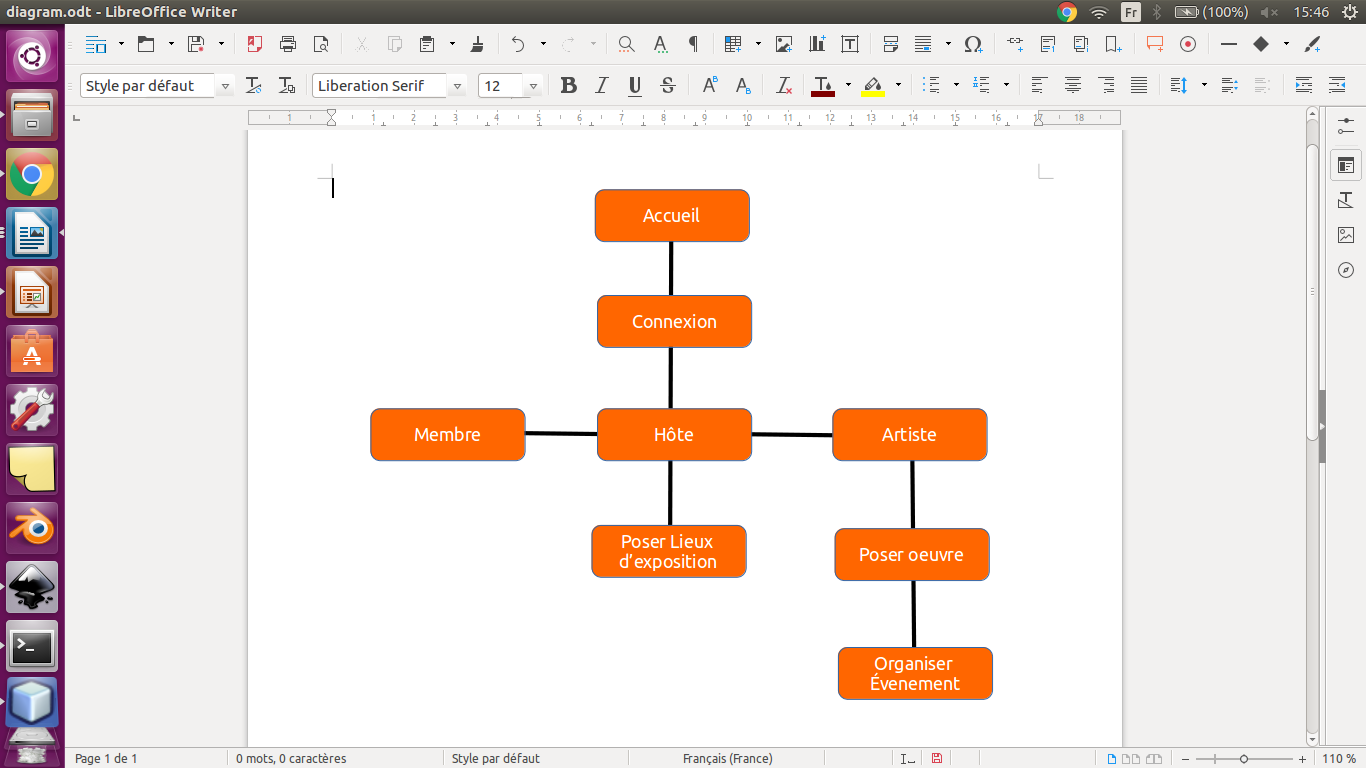 diagram.odt - LibreOffice Writer
Fr
(100%)
15:46
Style par défaut
Liberation Serif
12
1 1 2 3 4 5 6 7 8 9 10 11 12 13 14 15 16 17 18
Accueil
Connexion
Membre
Hôte
Artiste
Poser Lieux
d’exposition
Poser oeuvre
Organiser
Évenement
Page 1 de 1
0 mots, 0 caractères
Style par défaut
Français (France)
110 %